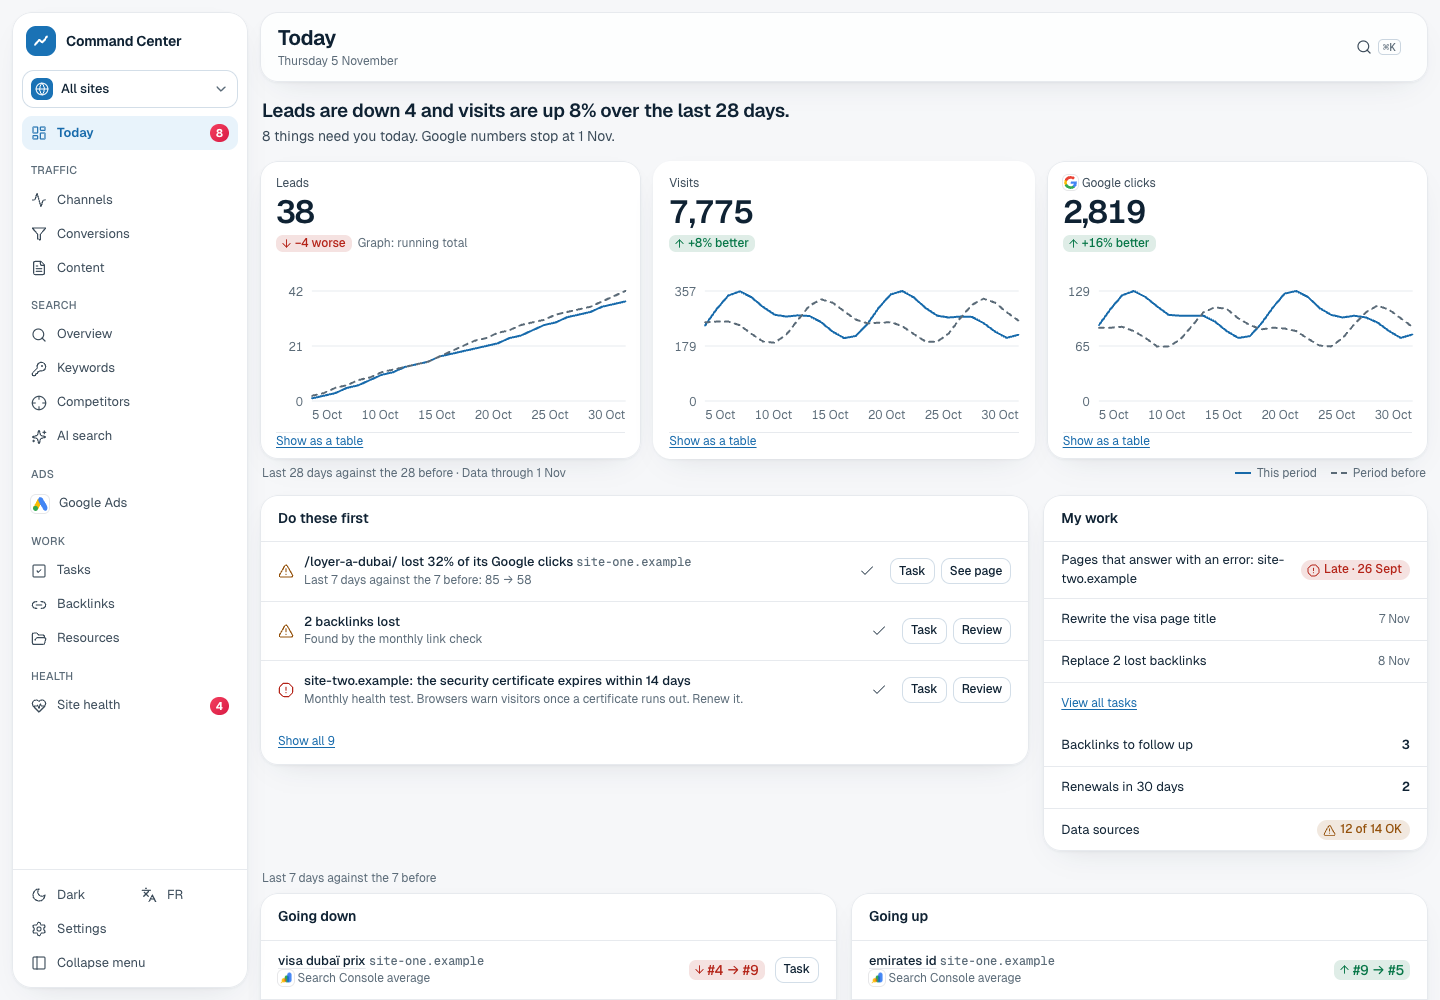 Command Center
All sites
Today
8
TRAFFIC
Channels
Conversions
Content
SEARCH
Overview
Keywords
Competitors
AI search
ADS
Google Ads
WORK
Tasks
Backlinks
Resources
HEALTH
Site health
4
Dark
FR
Settings
Collapse menu
Today
Thursday 5 November
⌘K
Leads are down 4 and visits are up 8% over the last 28 days.
8 things need you today. Google numbers stop at 1 Nov.
Leads
38
↓ −4 worse
Graph: running total
42
21
0
5 Oct 10 Oct 15 Oct 20 Oct 25 Oct 30 Oct
Show as a table
Visits
7,775
↑ +8% better
357
179
0
5 Oct 10 Oct 15 Oct 20 Oct 25 Oct 30 Oct
Show as a table
Google clicks
2,819
↑ +16% better
129
65
0
5 Oct 10 Oct 15 Oct 20 Oct 25 Oct 30 Oct
Show as a table
Last 28 days against the 28 before · Data through 1 Nov
This period
Period before
Do these first
/loyer-a-dubai/ lost 32% of its Google clicks site-one.example
Last 7 days against the 7 before: 85 → 58
Task
See page
2 backlinks lost
Found by the monthly link check
Task
Review
site-two.example: the security certificate expires within 14 days
Monthly health test. Browsers warn visitors once a certificate runs out. Renew it.
Task
Review
Show all 9
My work
Pages that answer with an error: site-
two.example
Late · 26 Sept
Rewrite the visa page title
7 Nov
Replace 2 lost backlinks
8 Nov
View all tasks
Backlinks to follow up
3
Renewals in 30 days
2
Data sources
12 of 14 OK
Last 7 days against the 7 before
Going down
visa dubaï prix site-one.example
Search Console average
↓ #4 → #9
Task
Going up
emirates id site-one.example
Search Console average
↑ #9 → #5